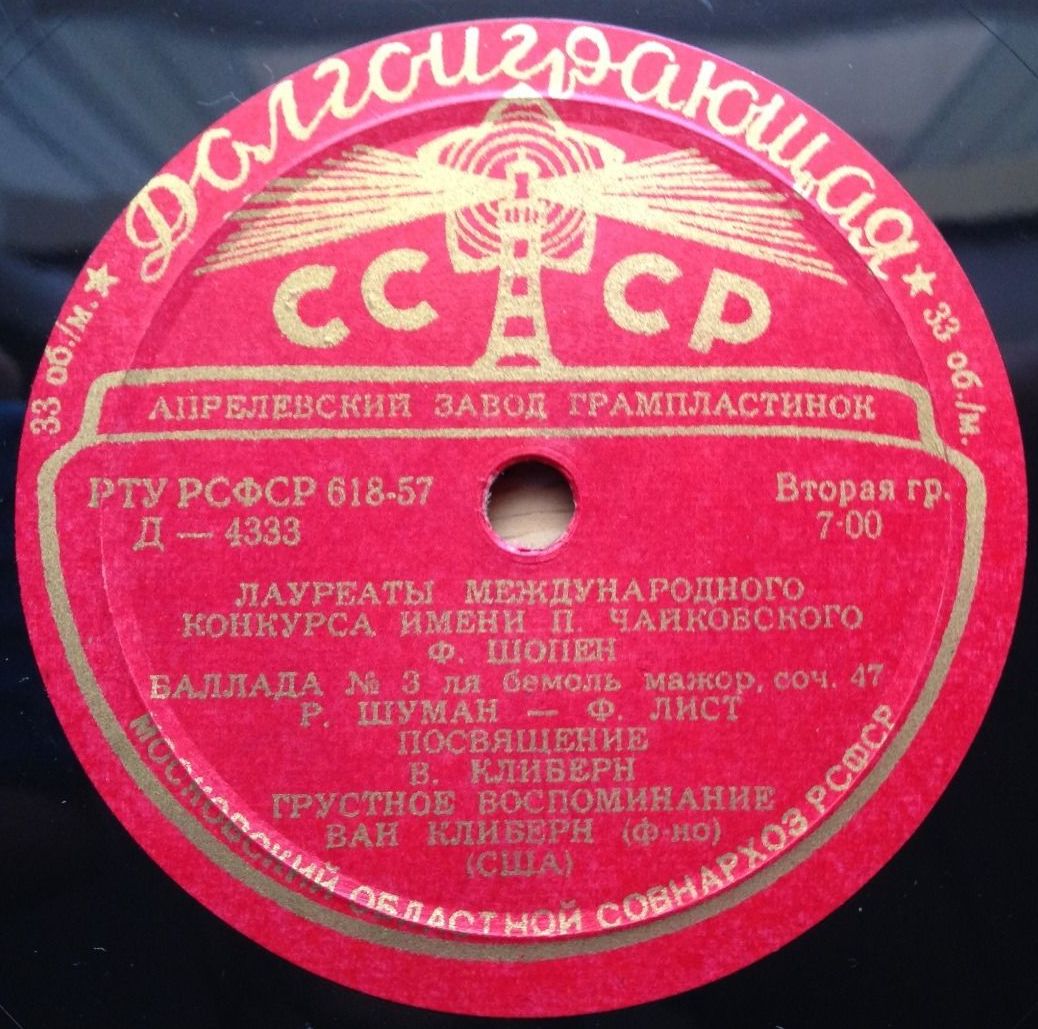 Долгоиграющая
★ 33 об./м.
★ 33 об./м.
СССР
АПРЕЛЕВСКИЙ ЗАВОД ГРАМПЛАСТИНОК
РТУ РСФСР 618-57
Д — 4333
Вторая гр.
7-00
ЛАУРЕАТЫ МЕЖДУНАРОДНОГО
КОНКУРСА ИМЕНИ П. ЧАЙКОВСКОГО
Ф. ШОПЕН
БАЛЛАДА № 3 ля бемоль мажор, соч. 47
Р. ШУМАН — Ф. ЛИСТ
ПОСВЯЩЕНИЕ
В. КЛИБЕРН
ГРУСТНОЕ ВОСПОМИНАНИЕ
ВАН КЛИБЕРН (ф-но)
(США)
МОСКОВСКИЙ ОБЛАСТНОЙ СОВНАРХОЗ РСФСР